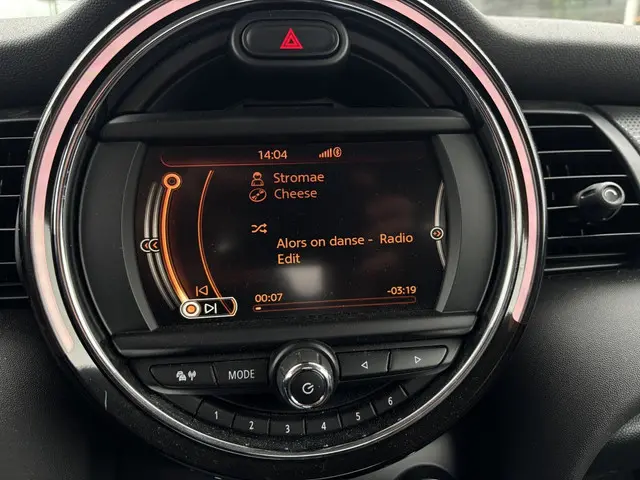 14:04
Stromae
Cheese
Alors on danse - Radio
Edit
00:07 -03:19
MODE
1 2 3 4 5 6